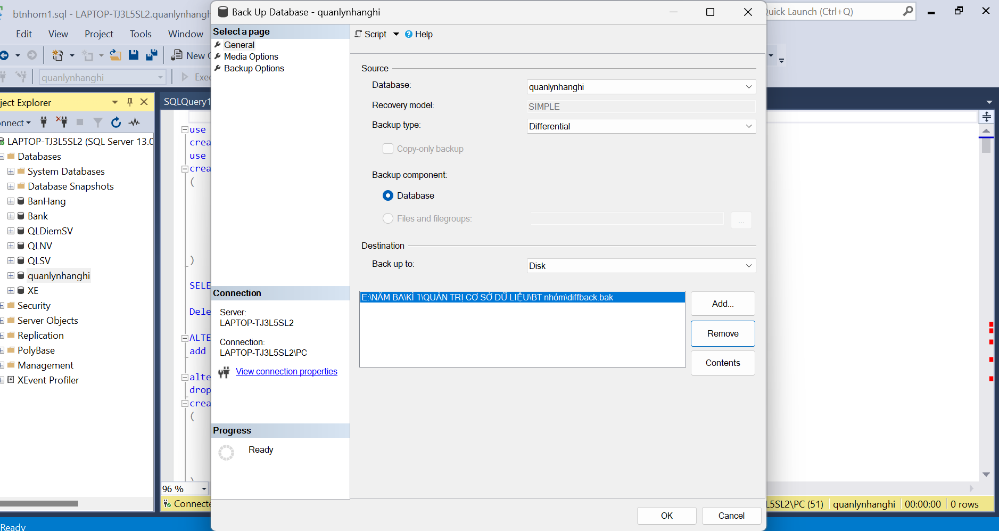 btnhom1.sql - LAPTOP-TJ3L5SL2.quanlynhangh
Back Up Database - quanlynhanghi
Quick Launch (Ctrl+Q)
Edit View Project Tools Window
New
quanlynhanghi
Exe
Select a page
General
Media Options
Backup Options
Script
Help
ject Explorer
nnect
LAPTOP-TJ3L5SL2 (SQL Server 13.0
Databases
System Databases
Database Snapshots
BanHang
Bank
QLDiemSV
QLNV
QLSV
quanlynhanghi
XE
Security
Server Objects
Replication
PolyBase
Management
XEvent Profiler
SQLQuery1
use
crea
use
crea
(
)
SELE
Dele
ALTE
add
alte
drop
crea
(
)
96 %
Connecte
Source
Database:
quanlynhanghi
Recovery model:
SIMPLE
Backup type:
Differential
Copy-only backup
Backup component:
Database
Files and filegroups:
...
Destination
Back up to:
Disk
E:\NĂM BA\KÌ 1\QUẢN TRỊ CƠ SỞ DỮ LIỆU\BT nhóm\diffback.bak
Add...
Remove
Contents
Connection
Server:
LAPTOP-TJ3L5SL2
Connection:
LAPTOP-TJ3L5SL2\PC
View connection properties
Progress
Ready
OK
Cancel
L5SL2\PC (51)
quanlynhanghi
00:00:00
0 rows
Ready